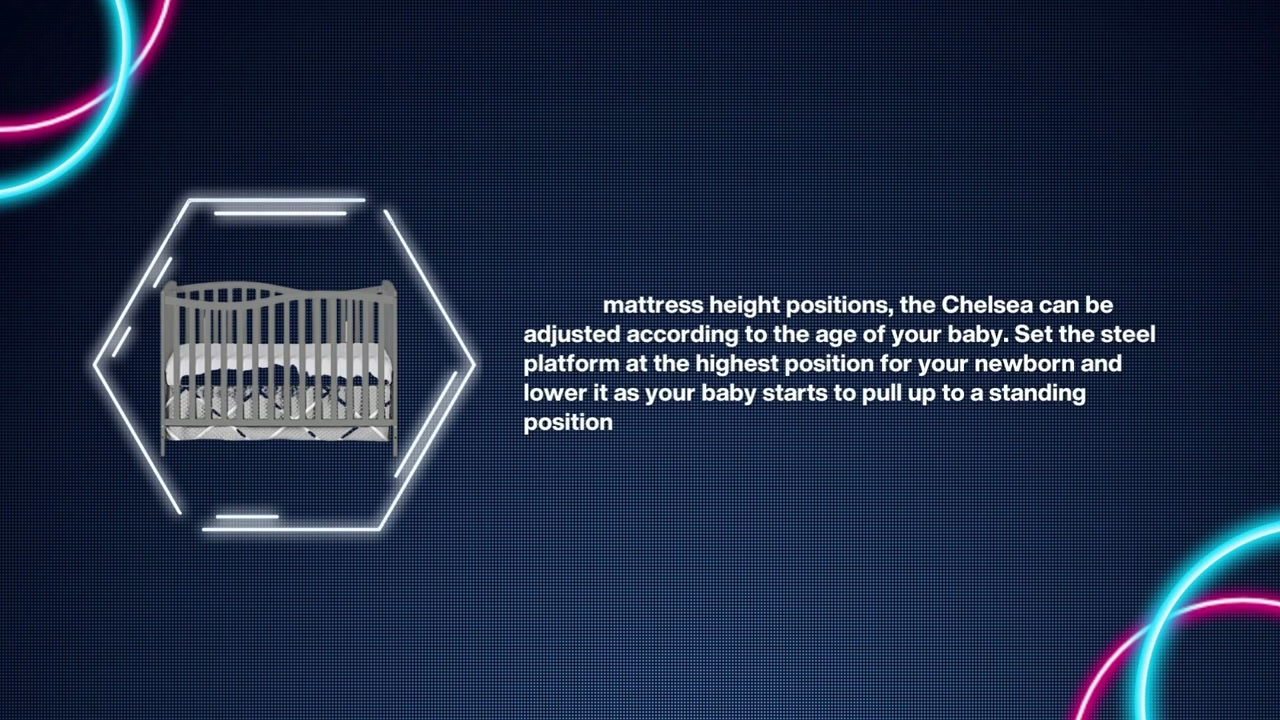 mattress height positions, the Chelsea can be
adjusted according to the age of your baby. Set the steel
platform at the highest position for your newborn and
lower it as your baby starts to pull up to a standing
position